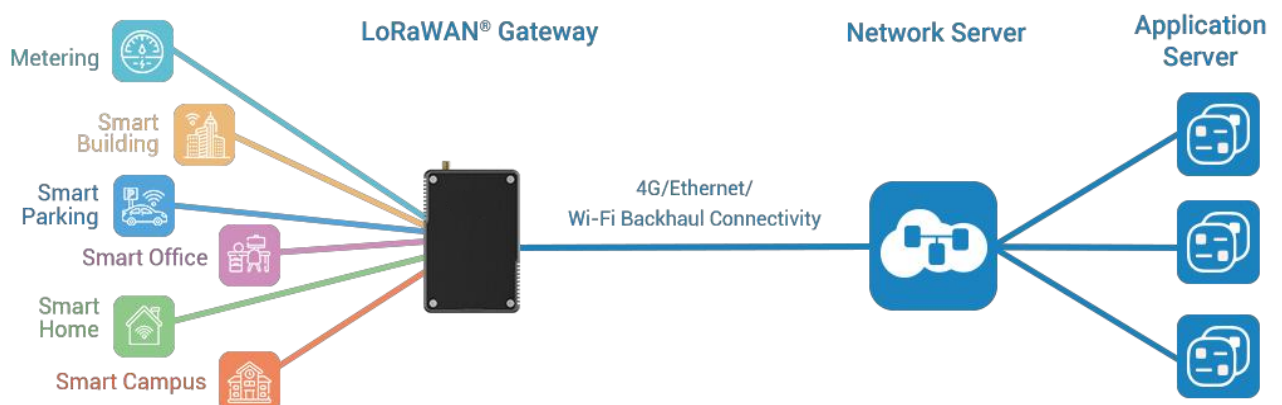 LoRaWAN® Gateway
Network Server
Application
Server
Metering
Smart
Building
Smart
Parking
Smart Office
Smart
Home
Smart Campus
4G/Ethernet/
Wi-Fi Backhaul Connectivity
P